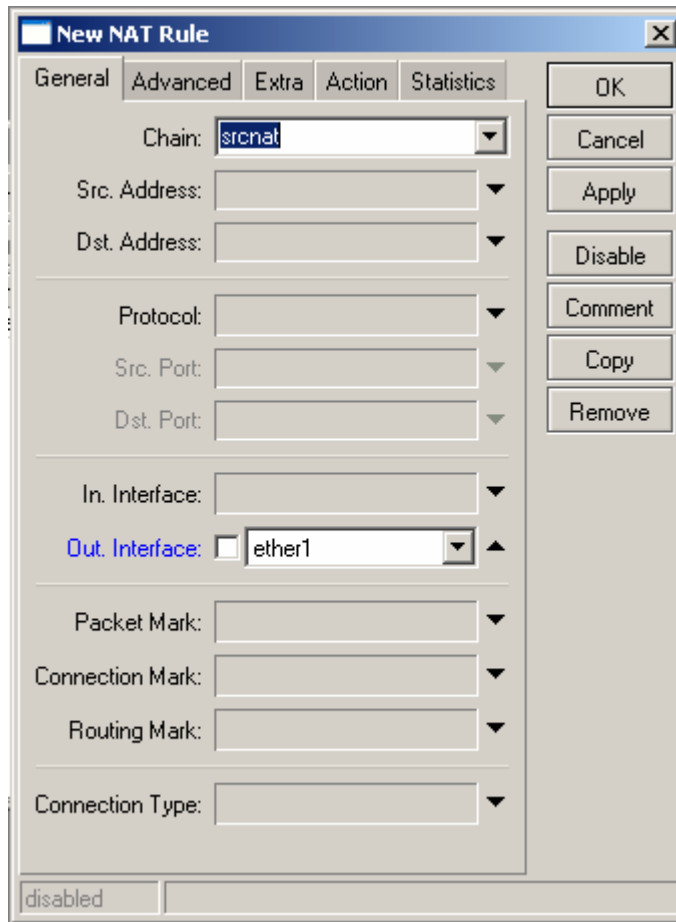 New NAT Rule
General Advanced Extra Action Statistics
OK
Cancel
Apply
Disable
Comment
Copy
Remove
Chain: srcnat
Src. Address:
Dst. Address:
Protocol:
Src. Port:
Dst. Port:
In. Interface:
Out. Interface: ether1
Packet Mark:
Connection Mark:
Routing Mark:
Connection Type:
disabled